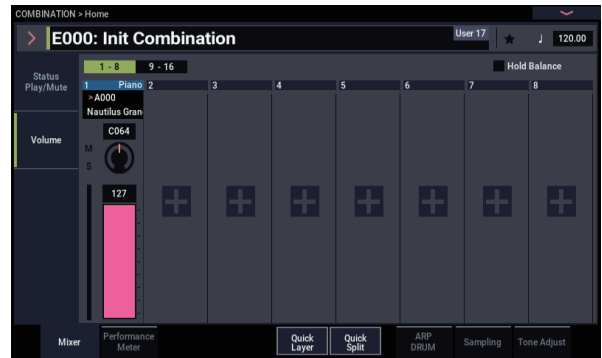 COMBINATION > Home
E000: Init Combination
User 17
♩ 120.00
Status
Play/Mute
1 - 8 9 - 16
Hold Balance
1 Piano 2 3 4 5 6 7 8
>A000
Nautilus Gran
Volume
C064
M
S
127
Mixer
Performance
Meter
Quick
Layer
Quick
Split
ARP
DRUM
Sampling
Tone Adjust